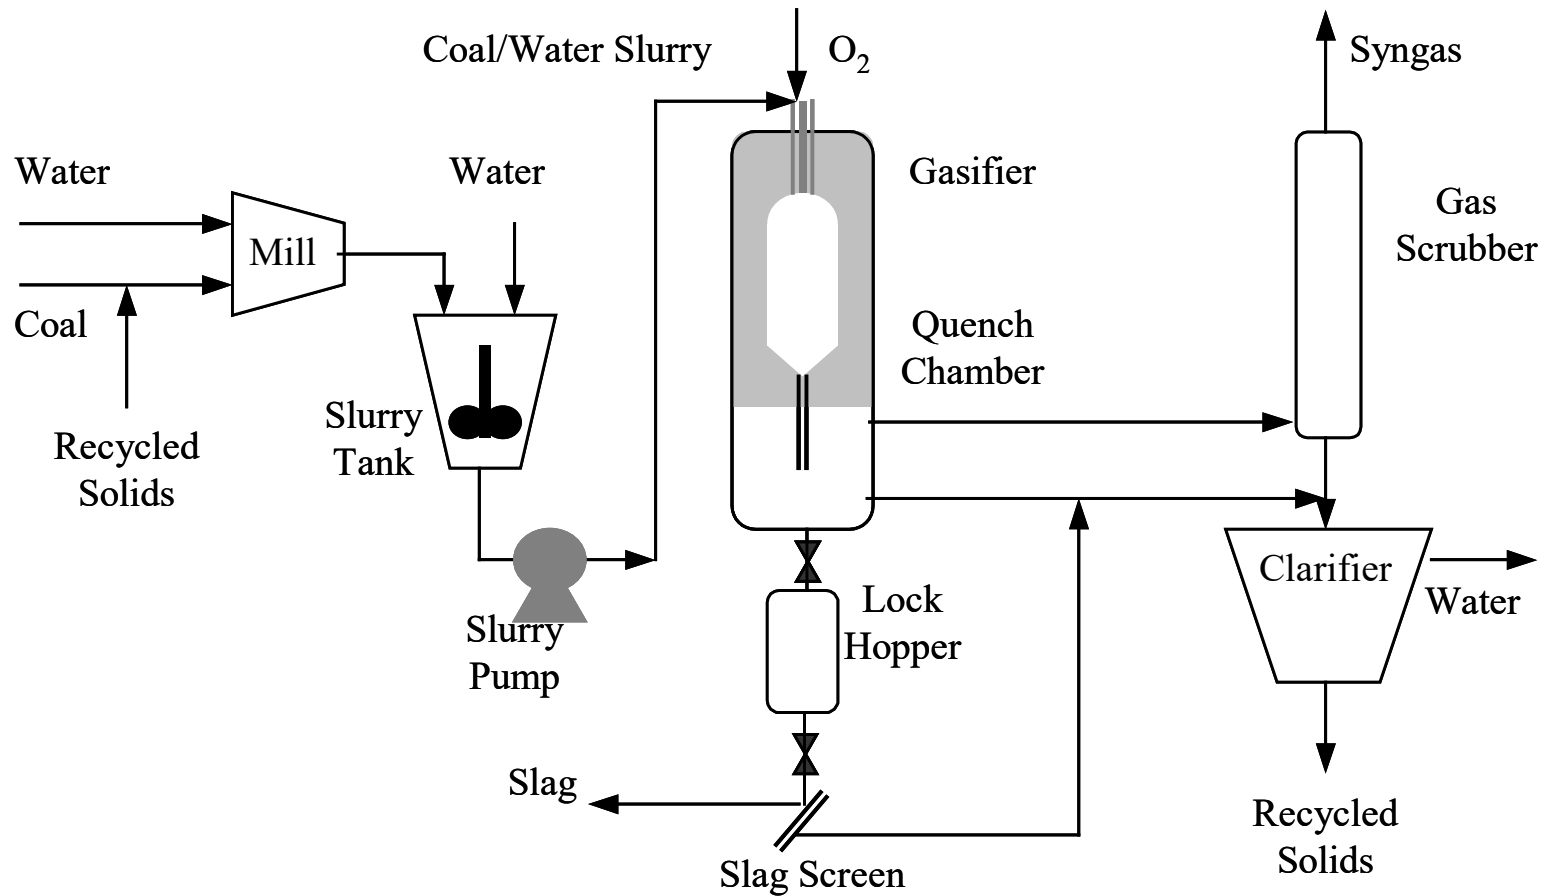 Coal/Water Slurry
O2
Syngas
Water
Water
Gasifier
Gas
Scrubber
Mill
Coal
Quench
Chamber
Slurry
Tank
Recycled
Solids
Clarifier
Water
Lock
Hopper
Slurry
Pump
Slag
Recycled
Solids
Slag Screen